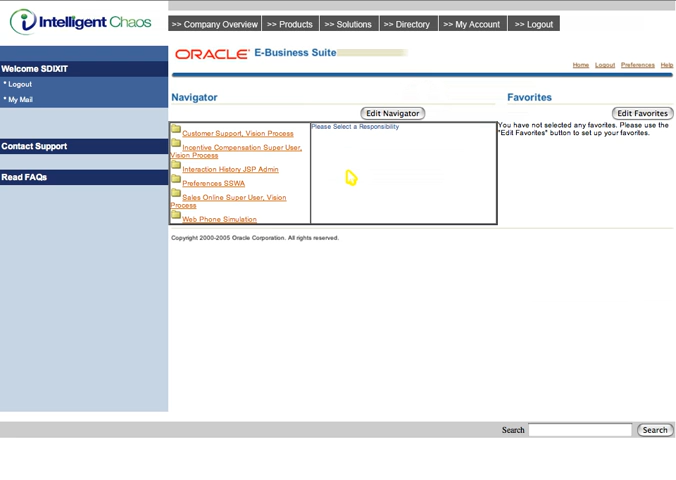 Intelligent Chaos
>> Company Overview >> Products >> Solutions >> Directory >> My Account >> Logout
ORACLE E-Business Suite
Home Logout Preferences Help
Welcome SDIXIT
* Logout
* My Mail
Contact Support
Read FAQs
Navigator
Edit Navigator
Customer Support, Vision Process
Incentive Compensation Super User,
Vision Process
Interaction History JSP Admin
Preferences SSWA
Sales Online Super User, Vision
Process
Web Phone Simulation
Please Select a Responsibility
Favorites
Edit Favorites
You have not selected any favorites. Please use the
"Edit Favorites" button to set up your favorites.
Copyright 2000-2005 Oracle Corporation. All rights reserved.
Search Search